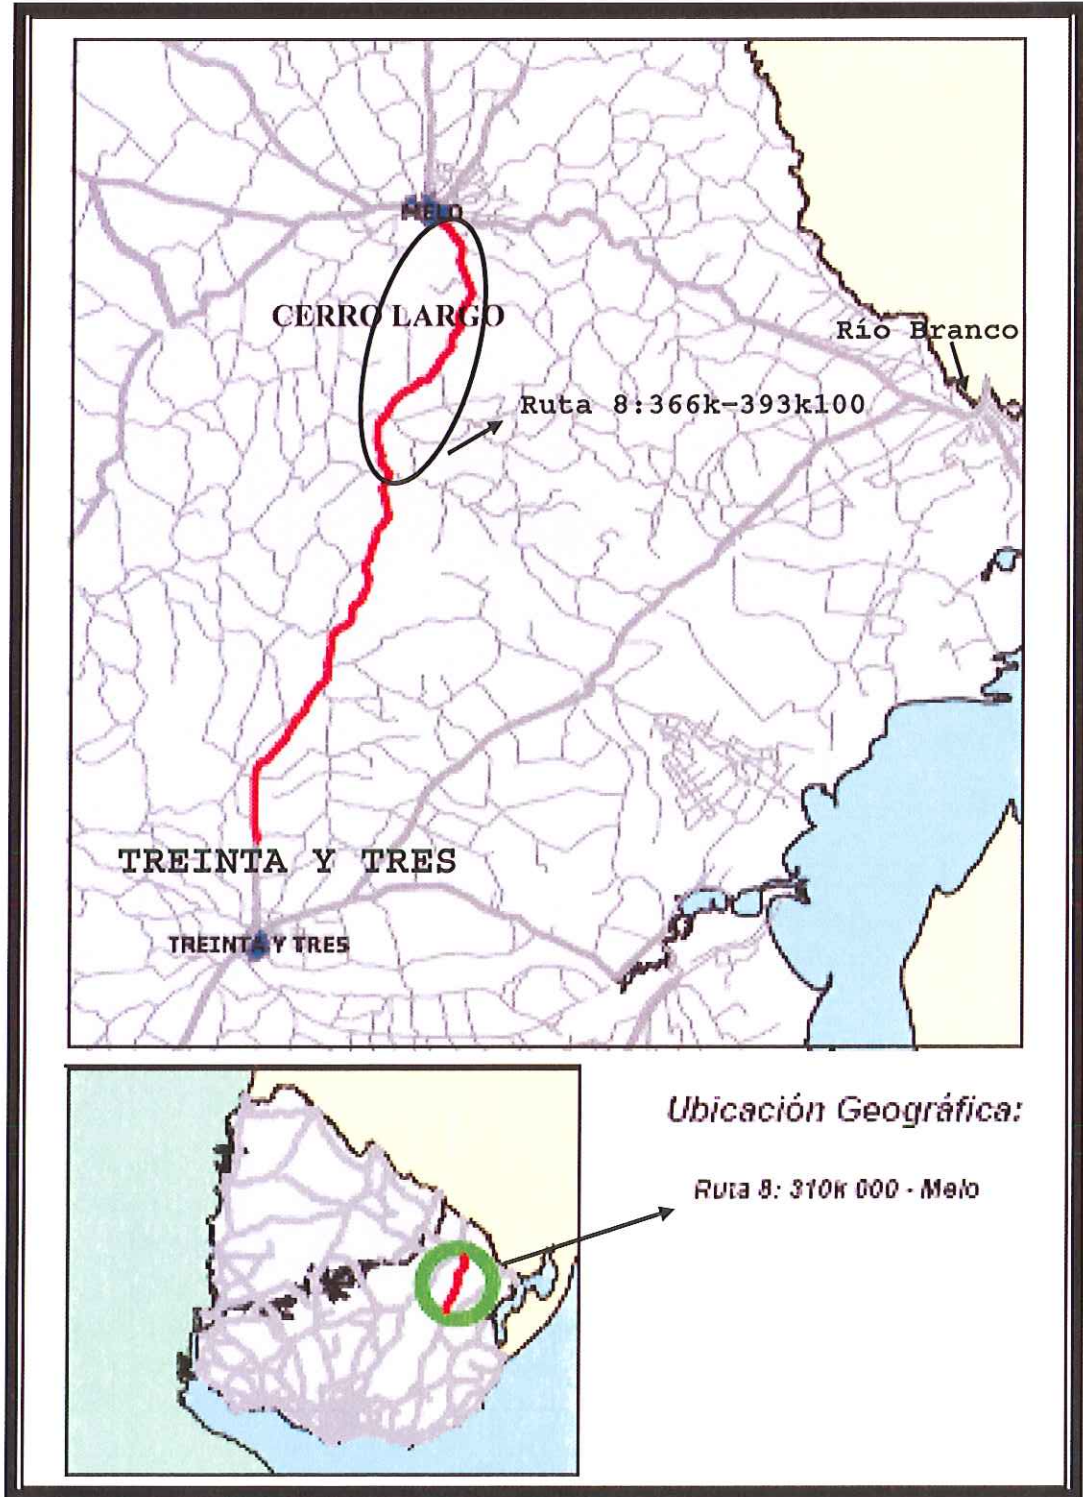 MELO
CERRO LARGO
Río Branco
Ruta 8:366k-393k100
TREINTA Y TRES
TREINTA Y TRES
Ubicación Geográfica:
Ruta 8: 310k 000 - Melo